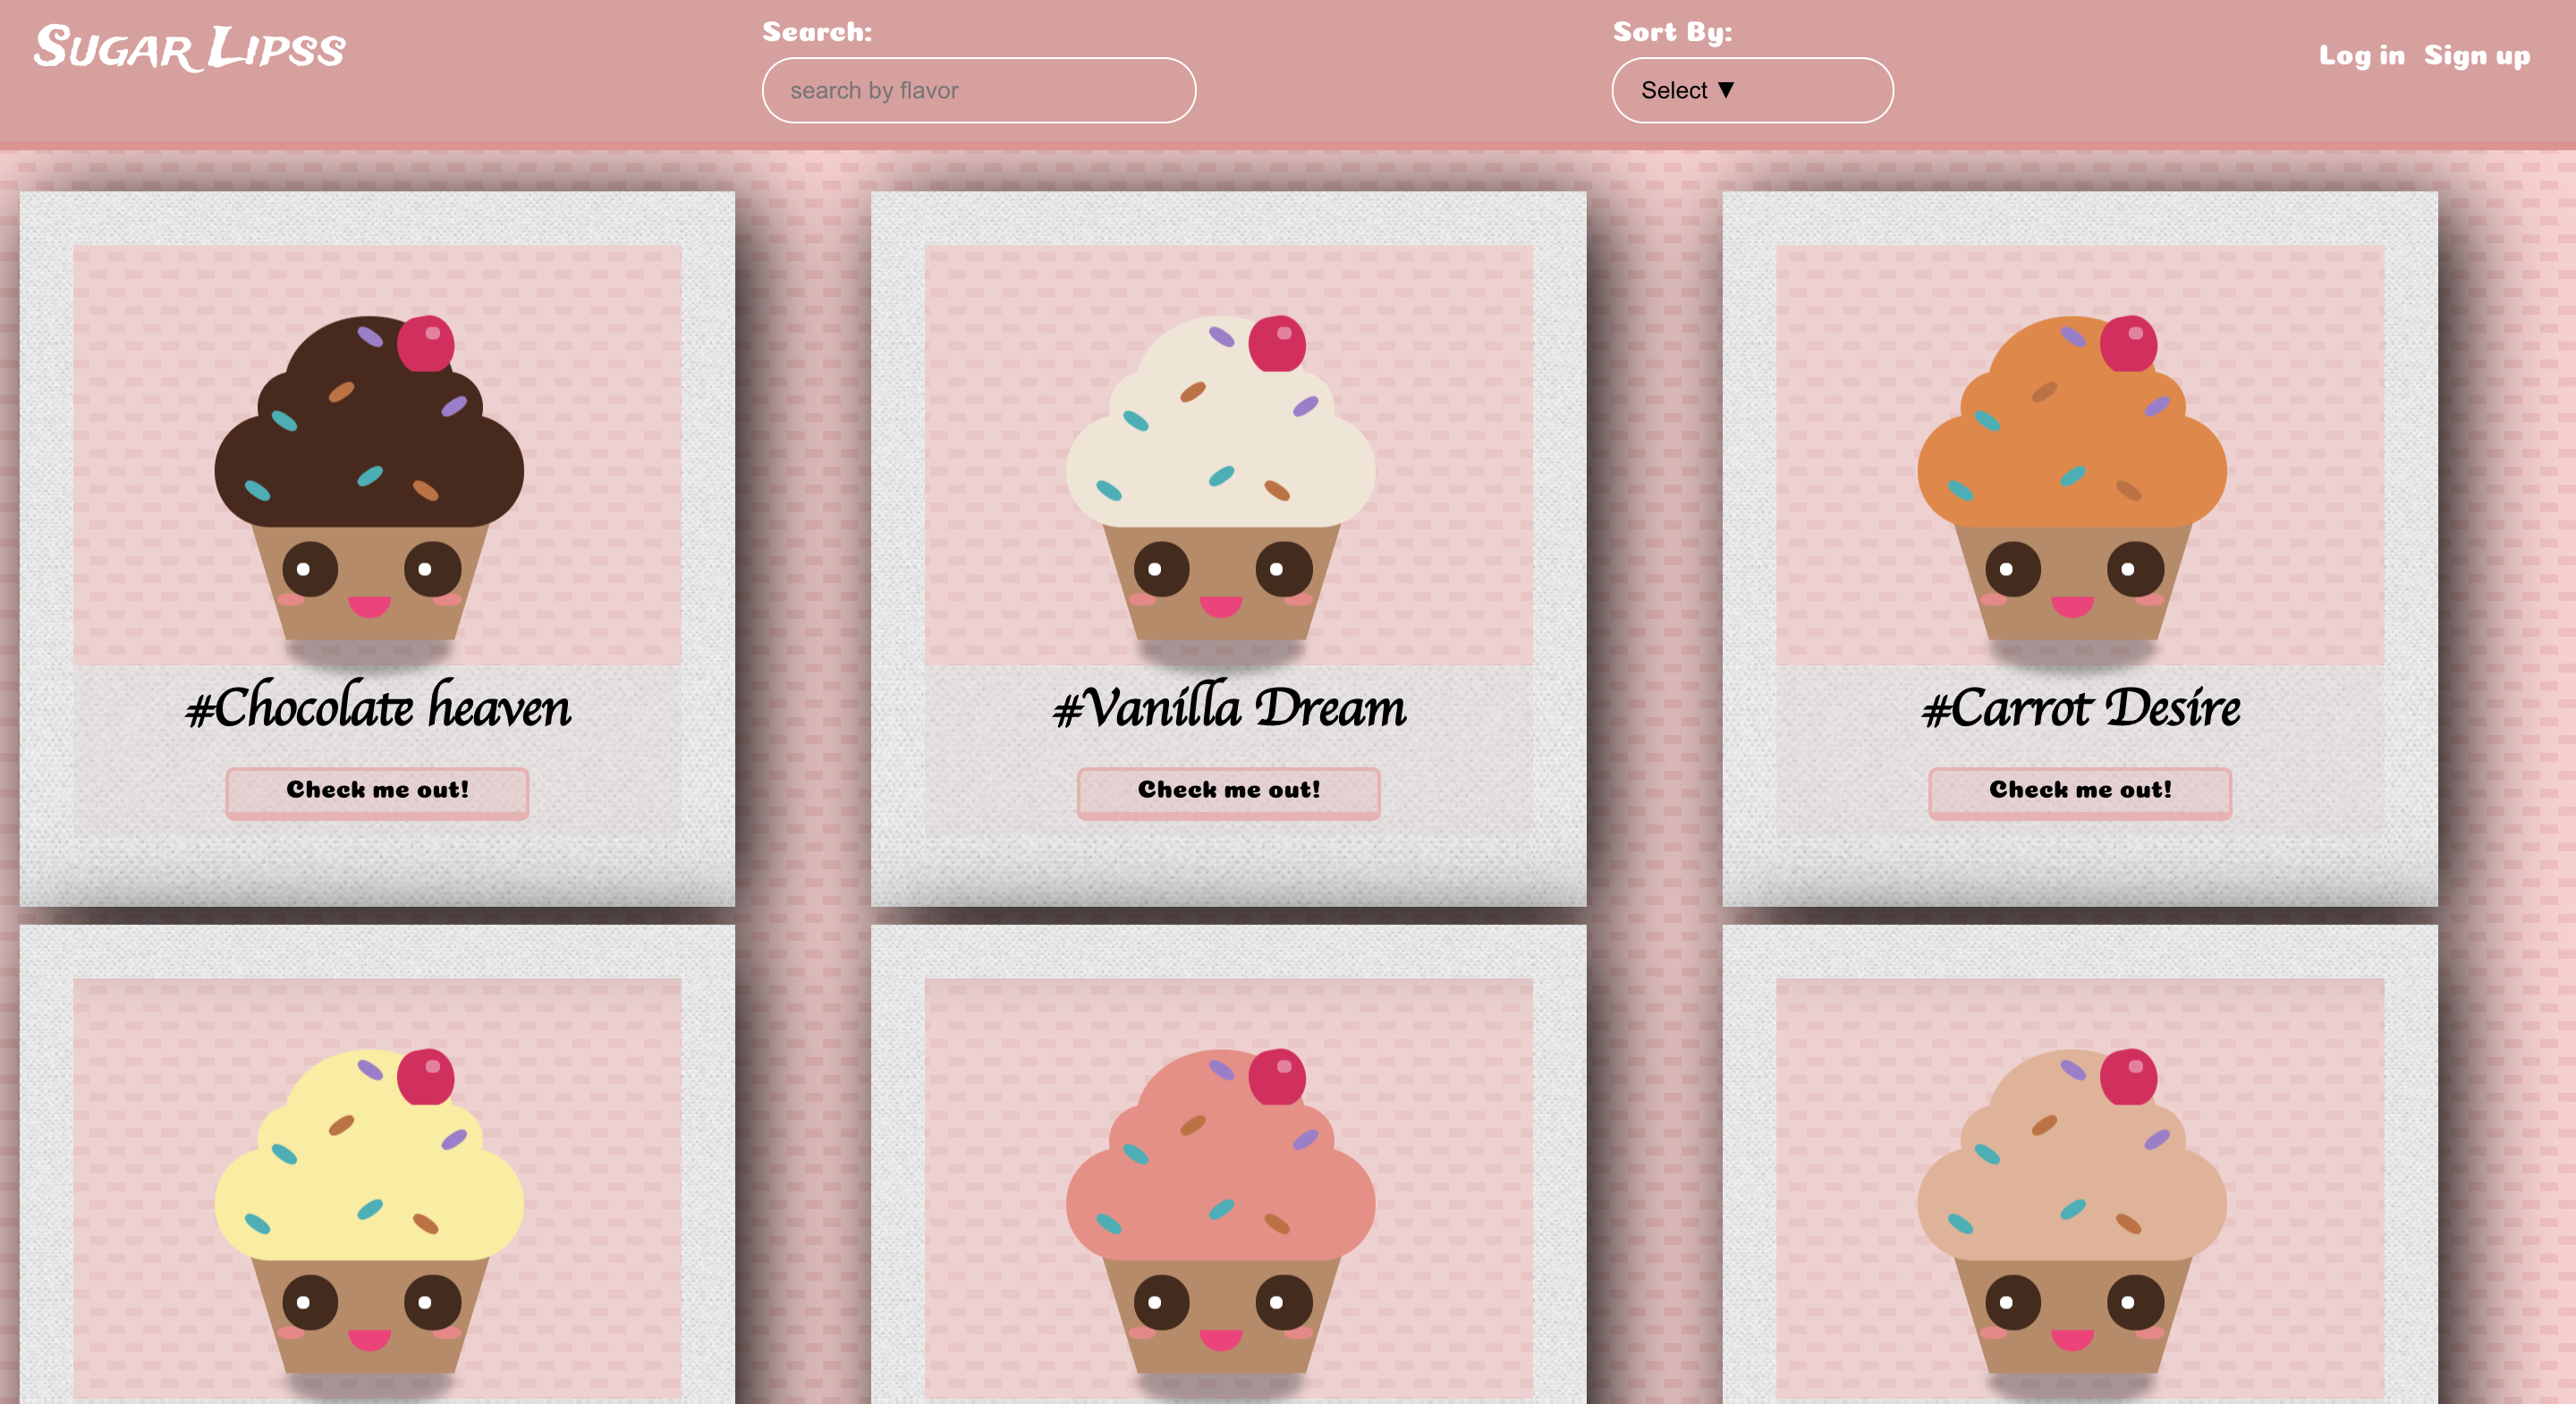 Sugar Lipss
Search:
search by flavor
Sort By:
Select ▼
Log in Sign up
#Chocolate heaven
Check me out!
#Vanilla Dream
Check me out!
#Carrot Desire
Check me out!